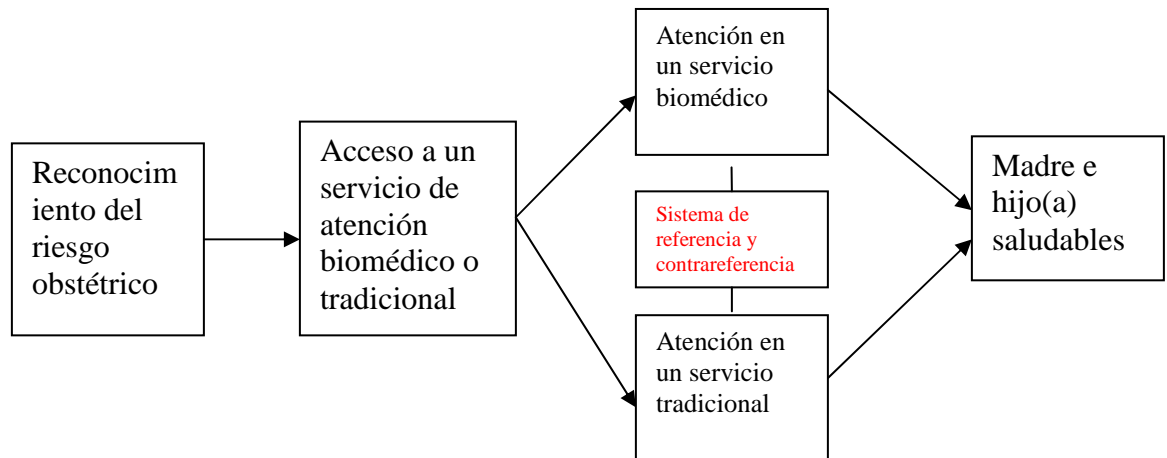 Reconocim
iento del
riesgo
obstétrico
Acceso a un
servicio de
atención
biomédico o
tradicional
Atención en
un servicio
biomédico
Sistema de
referencia y
contrareferencia
Atención en
un servicio
tradicional
Madre e
hijo(a)
saludables